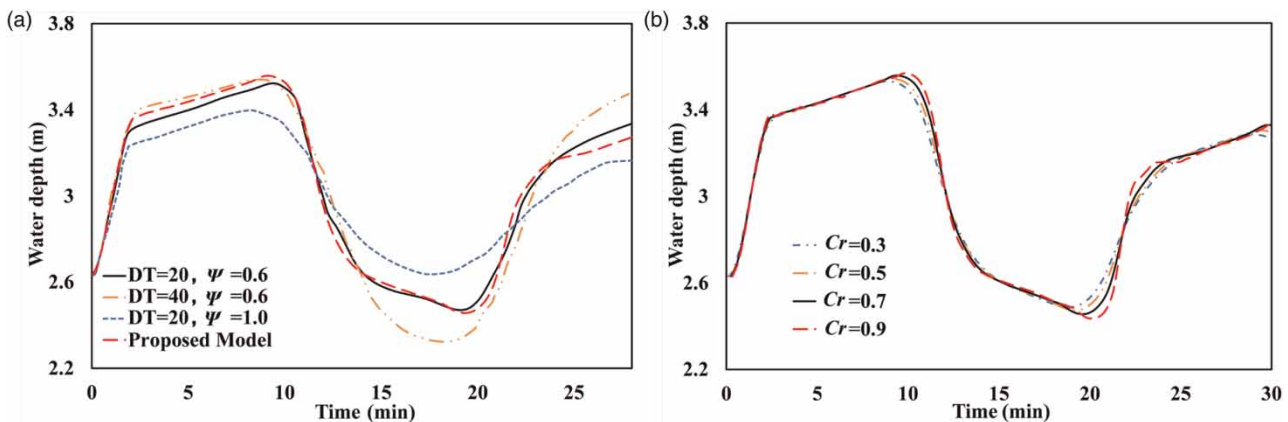 (a)
3.8
3.4
3
2.6
2.2
Water depth (m)
DT=20, Ψ =0.6
DT=40, Ψ =0.6
DT=20, Ψ =1.0
Proposed Model
0 5 10 15 20 25
Time (min)
(b)
3.8
3.4
3
2.6
2.2
Water depth (m)
Cr=0.3
Cr=0.5
Cr=0.7
Cr=0.9
0 5 10 15 20 25 30
Time (min)